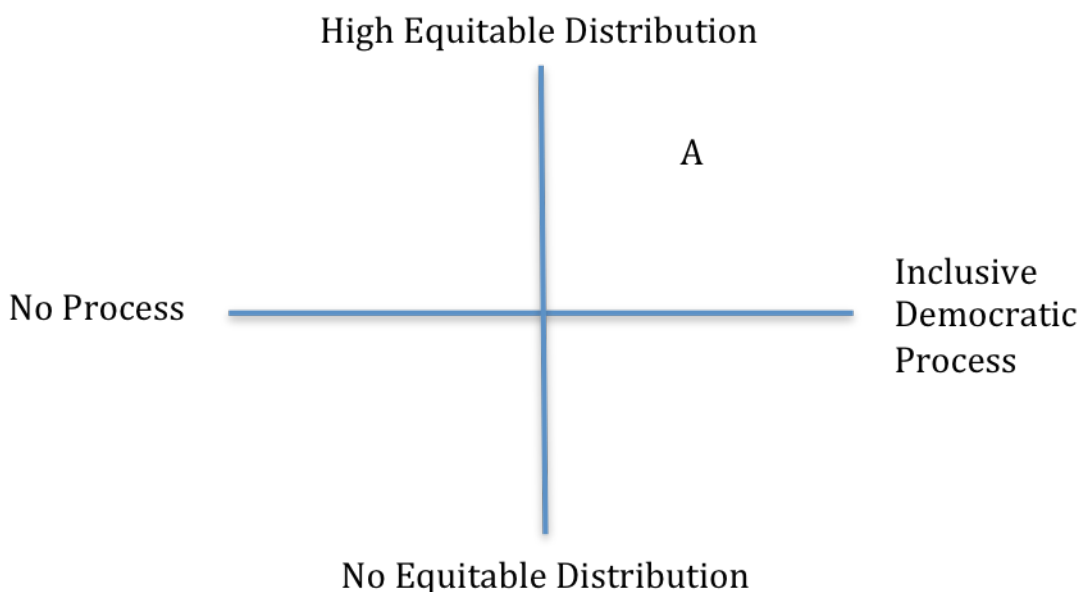 High Equitable Distribution
A
No Process
Inclusive
Democratic
Process
No Equitable Distribution